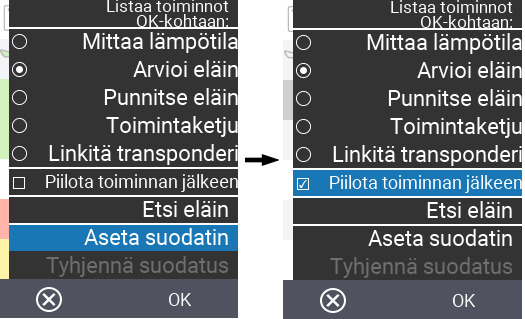 Listaa toiminnot
OK-kohtaan:
Mittaa lämpötila
Arvioi eläin
Punnitse eläin
Toimintaketju
Linkitä transponderi
Piilota toiminnan jälkeen
Etsi eläin
Aseta suodatin
Tyhjennä suodatus
OK
Listaa toiminnot
OK-kohtaan:
Mittaa lämpötila
Arvioi eläin
Punnitse eläin
Toimintaketju
Linkitä transponderi
Piilota toiminnan jälkeen
Etsi eläin
Aseta suodatin
Tyhjennä suodatus
OK